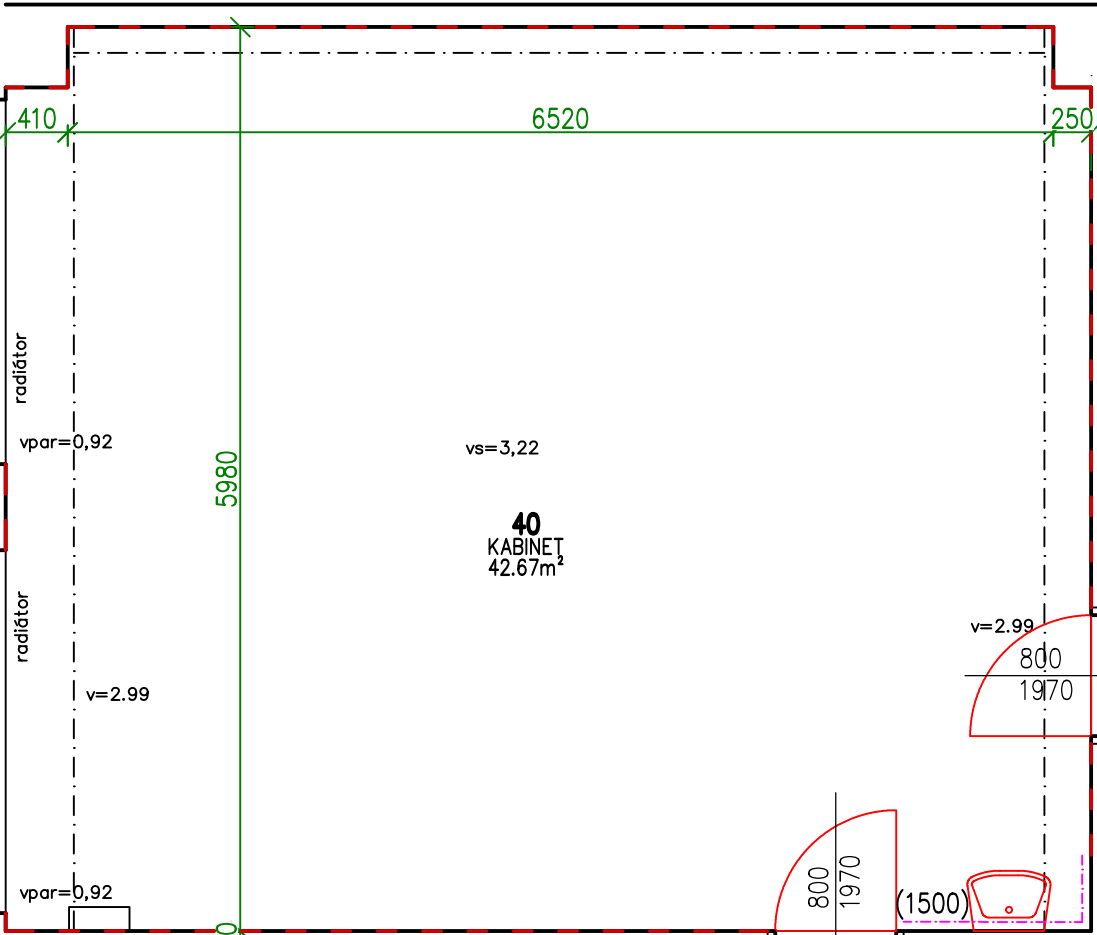 410
6520
250
radiátor
vpar=0,92
vs=3,22
5980
40
KABINET
42.67m²
radiátor
v=2.99
v=2.99
800
1970
vpar=0,92
800
1970
(1500)
0